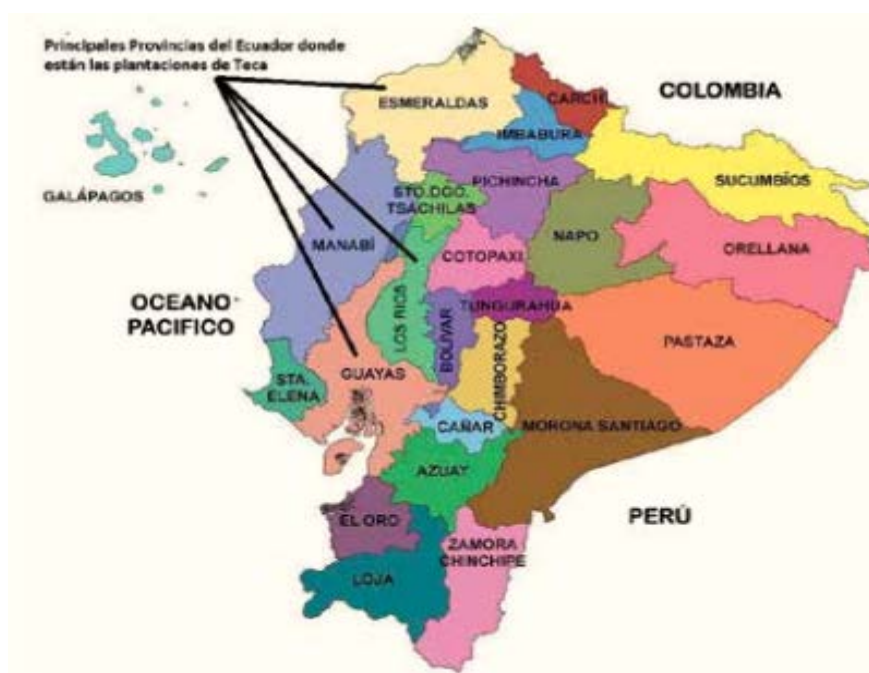 Principales Provincias del Ecuador donde
están las plantaciones de Teca
ESMERALDAS
CARCHI
COLOMBIA
IMBABURA
PICHINCHA
SUCUMBÍOS
GALÁPAGOS
STO.DGO.
TSÁCHILAS
MANABÍ
NAPO
ORELLANA
COTOPAXI
OCEANO
PACIFICO
TUNGURAHUA
LOS RIOS
BOLÍVAR
CHIMBORAZO
PASTAZA
GUAYAS
STA.
ELENA
CAÑAR
MORONA SANTIAGO
AZUAY
PERÚ
EL ORO
ZAMORA
CHINCHIPE
LOJA